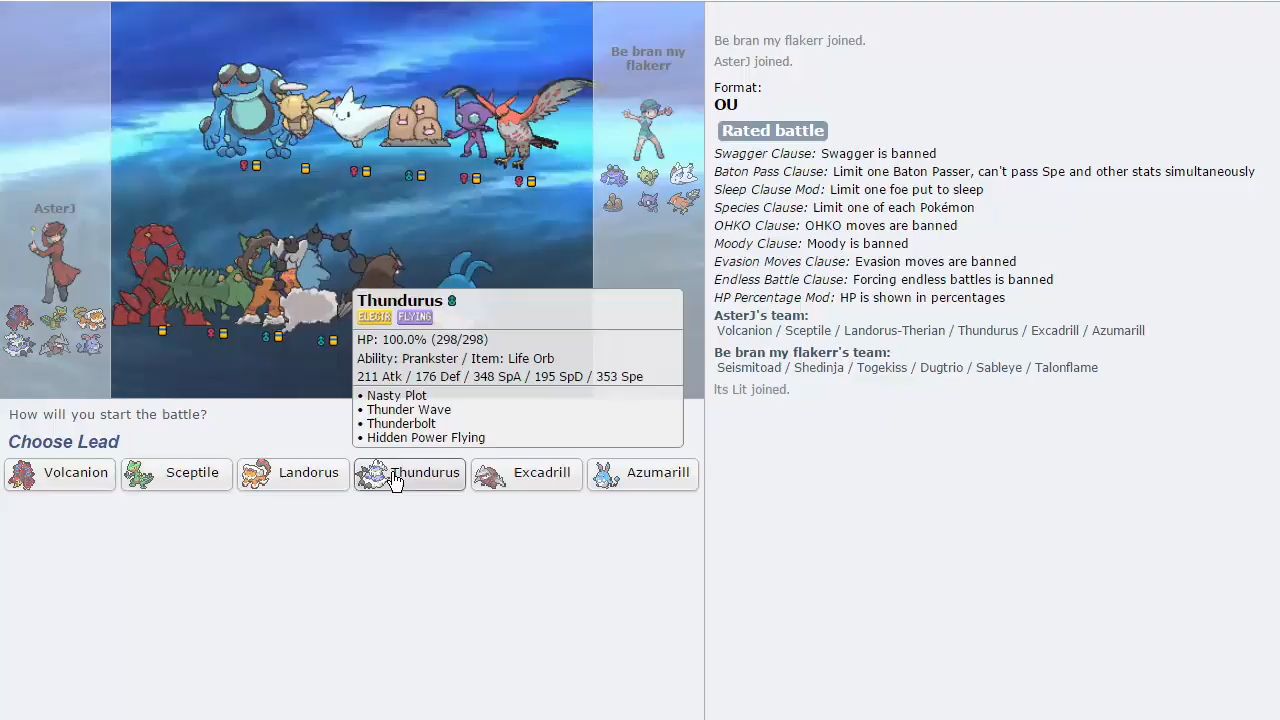 Be bran my
flakerr
AsterJ
Thundurus
ELECTR FLYING
HP: 100.0% (298/298)
Ability: Prankster / Item: Life Orb
211 Atk / 176 Def / 348 SpA / 195 SpD / 353 Spe
• Nasty Plot
• Thunder Wave
• Thunderbolt
• Hidden Power Flying
How will you start the battle?
Choose Lead
Volcanion Sceptile Landorus Thundurus Excadrill Azumarill
Be bran my flakerr joined.
AsterJ joined.
Format:
OU
Rated battle
Swagger Clause: Swagger is banned
Baton Pass Clause: Limit one Baton Passer, can't pass Spe and other stats simultaneously
Sleep Clause Mod: Limit one foe put to sleep
Species Clause: Limit one of each Pokémon
OHKO Clause: OHKO moves are banned
Moody Clause: Moody is banned
Evasion Moves Clause: Evasion moves are banned
Endless Battle Clause: Forcing endless battles is banned
HP Percentage Mod: HP is shown in percentages
AsterJ's team:
Volcanion / Sceptile / Landorus-Therian / Thundurus / Excadrill / Azumarill
Be bran my flakerr's team:
Seismitoad / Shedinja / Togekiss / Dugtrio / Sableye / Talonflame
Its Lit joined.